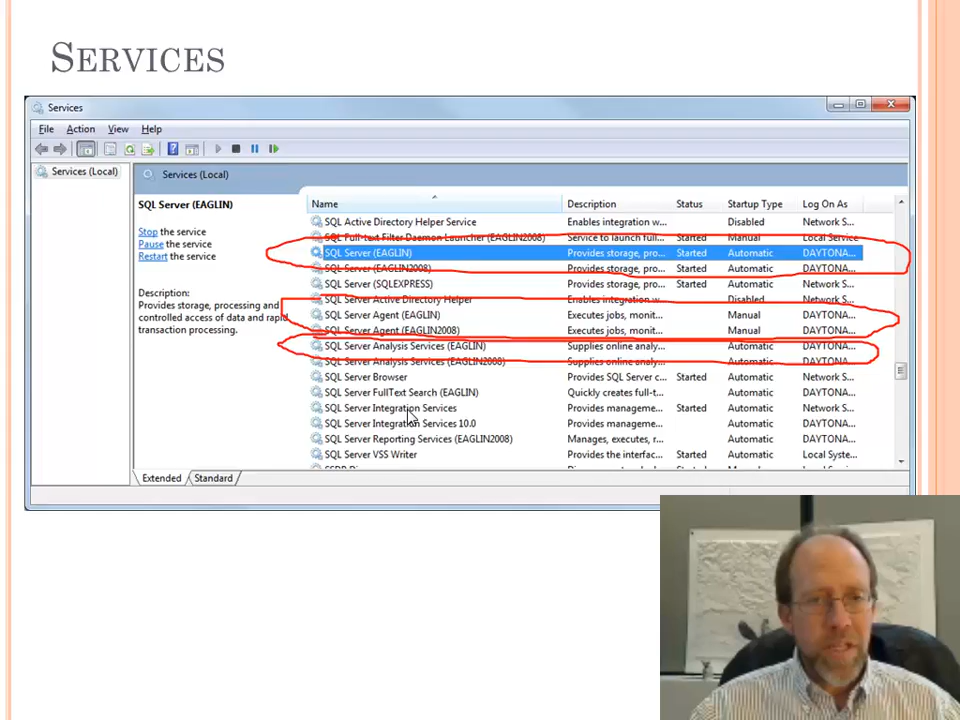 SERVICES
Services
File Action View Help
Services (Local)
Services (Local)
SQL Server (EAGLIN)
Stop the service
Pause the service
Restart the service
Description:
Provides storage, processing and
controlled access of data and rapid
transaction processing.
Name Description Status Startup Type Log On As
SQL Active Directory Helper Service Enables integration w... Disabled Network S...
SQL Full-text Filter Daemon Launcher (EAGLIN2008) Service to launch full... Started Manual Local Service
SQL Server (EAGLIN) Provides storage, pro... Started Automatic DAYTONA...
SQL Server (EAGLIN2008) Provides storage, pro... Started Automatic DAYTONA...
SQL Server (SQLEXPRESS) Provides storage, pro... Started Automatic Network S...
SQL Server Active Directory Helper Enables integration w... Disabled Network S...
SQL Server Agent (EAGLIN) Executes jobs, monit... Manual DAYTONA...
SQL Server Agent (EAGLIN2008) Executes jobs, monit... Manual DAYTONA...
SQL Server Analysis Services (EAGLIN) Supplies online analy... Automatic DAYTONA...
SQL Server Analysis Services (EAGLIN2008) Supplies online analy... Automatic DAYTONA...
SQL Server Browser Provides SQL Server c... Started Automatic Network S...
SQL Server FullText Search (EAGLIN) Quickly creates full-t... Automatic DAYTONA...
SQL Server Integration Services Provides manageme... Started Automatic Network S...
SQL Server Integration Services 10.0 Provides manageme... Automatic DAYTONA...
SQL Server Reporting Services (EAGLIN2008) Manages, executes, r... Automatic DAYTONA...
SQL Server VSS Writer Provides the interfac... Started Automatic Local Syste...
Extended Standard